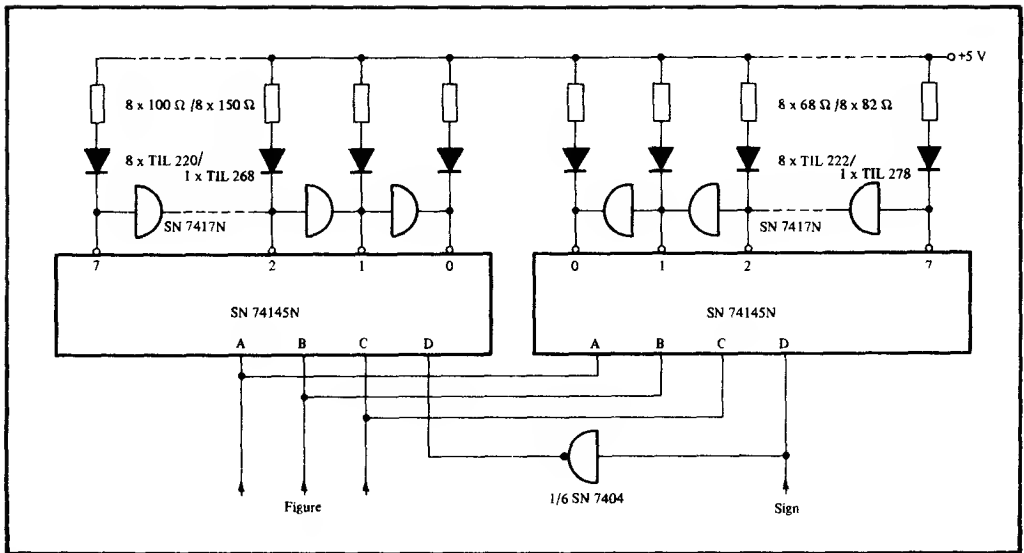 +5 V
8 x 100 Ω /8 x 150 Ω
8 x 68 Ω /8 x 82 Ω
8 x TIL 220/
1 x TIL 268
8 x TIL 222/
1 x TIL 278
SN 7417N
SN 7417N
7 2 1 0
0 1 2 7
SN 74145N
SN 74145N
A B C D
A B C D
1/6 SN 7404
Figure
Sign